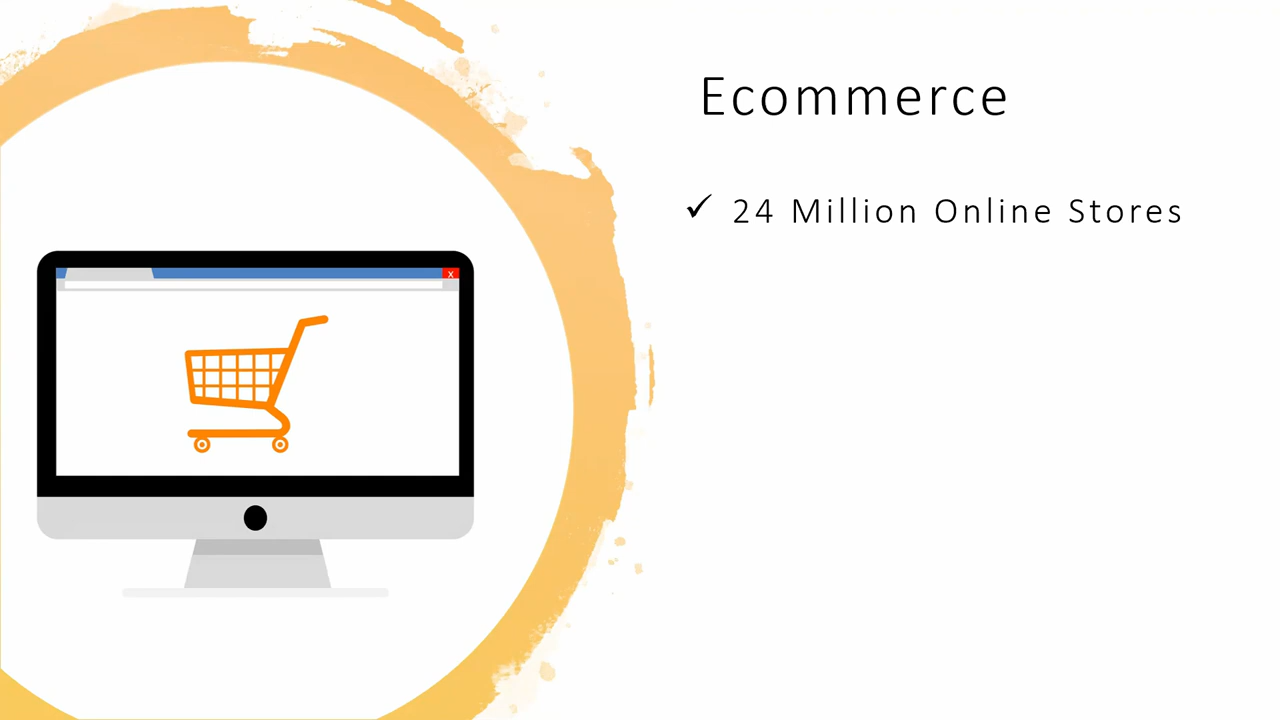 Ecommerce
✓ 24 Million Online Stores
X